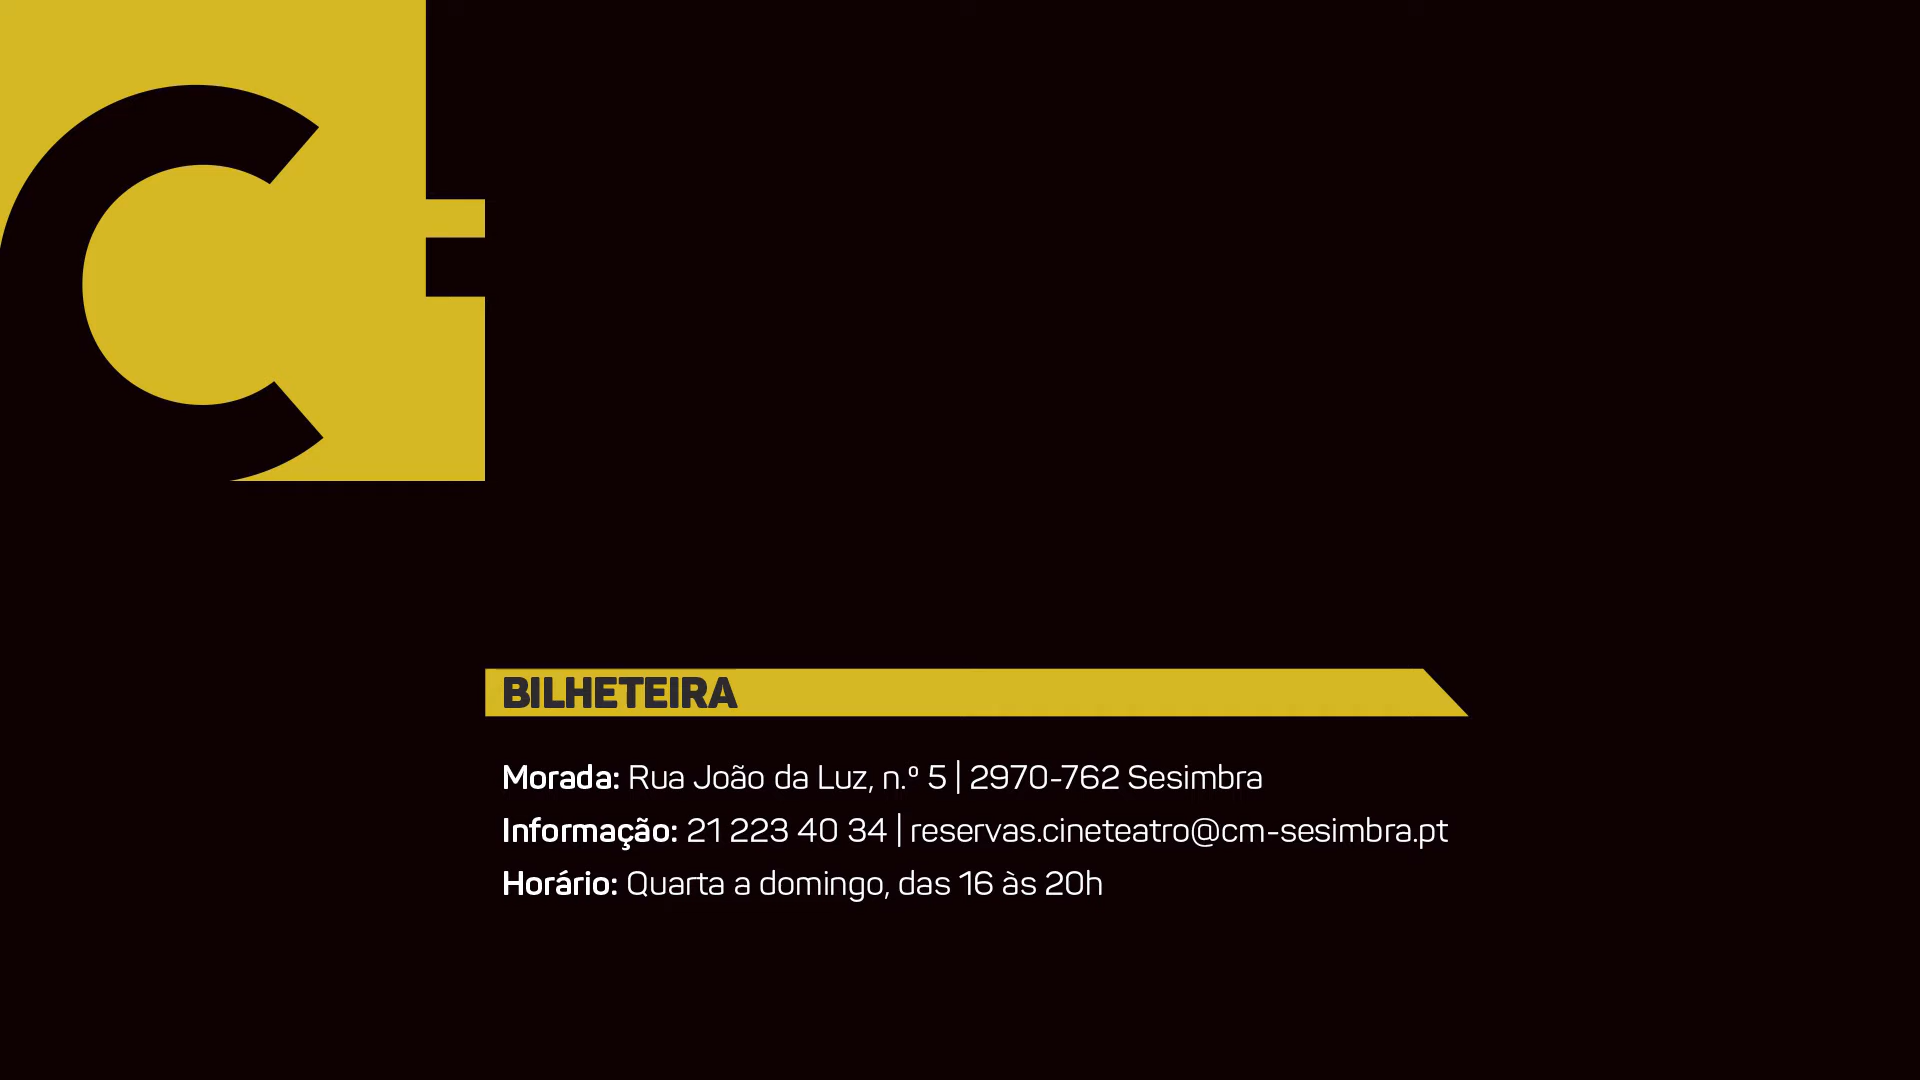 BILHETEIRA
Morada: Rua João da Luz, n.º 5 | 2970-762 Sesimbra
Informação: 21 223 40 34 | reservas.cineteatro@cm-sesimbra.pt
Horário: Quarta a domingo, das 16 às 20h